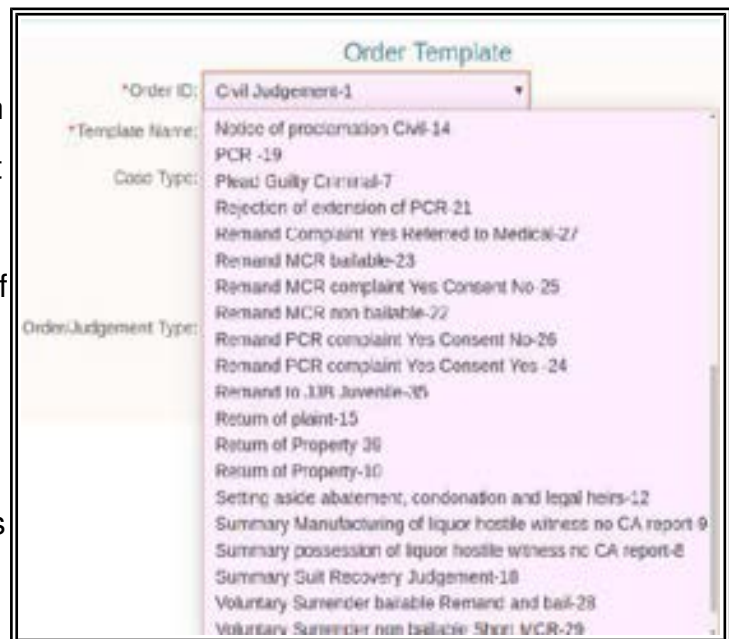 Order Template
*Order ID: Civil Judgement-1
*Template Name:
Notice of proclamation Civil-14
PCR -19
Case Type:
Plead Guilty Criminal-7
Rejection of extension of PCR-21
Remand Complaint Yes Referred to Medical-27
Remand MCR bailable-23
f
Remand MCR complaint Yes Consent No-25
Remand MCR non bailable-22
Order/Judgement Type:
Remand PCR complaint Yes Consent No-26
Remand PCR complaint Yes Consent Yes -24
Remand to JJB Juvenile-35
Return of plaint-15
Return of Property 36
Return of Property-10
Setting aside abatement, condonation and legal heirs-12
s
Summary Manufacturing of liquor hostile witness no CA report-9
Summary possession of liquor hostile witness no CA report-8
Summary Suit Recovery Judgement-18
Voluntary Surrender bailable Remand and bail-28
Voluntary Surrender non bailable Short MCR-29